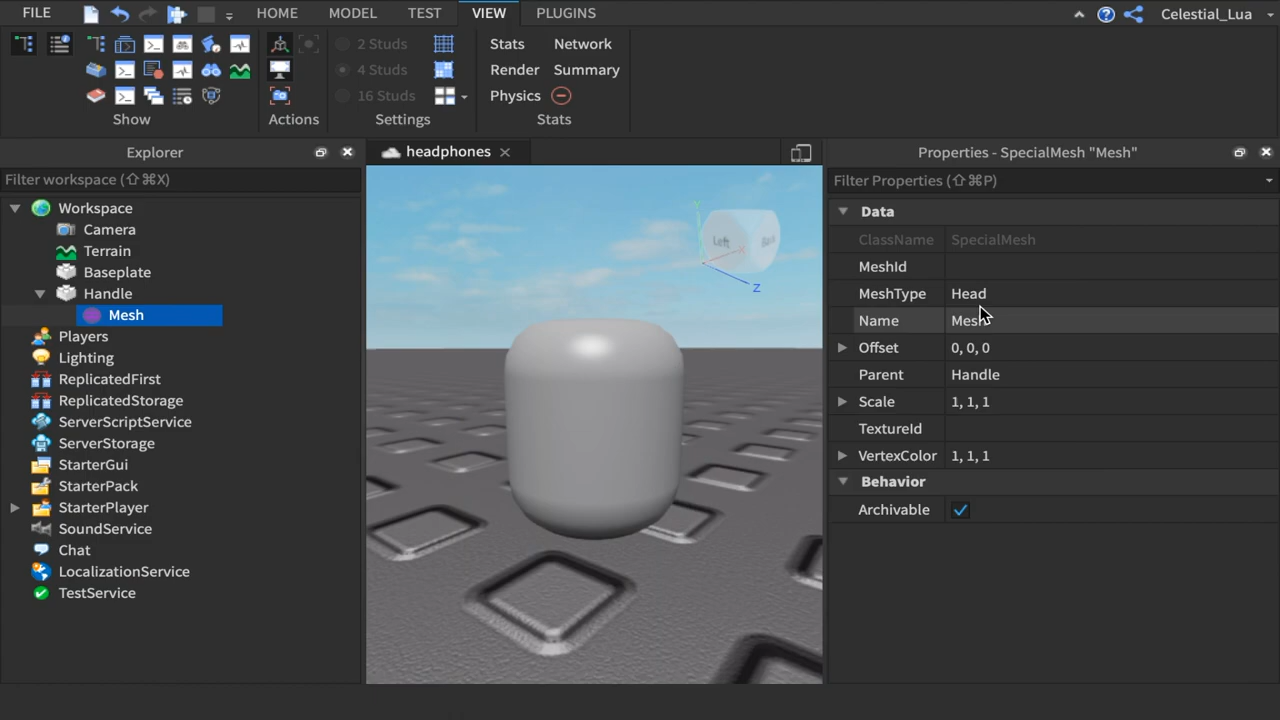 FILE HOME MODEL TEST VIEW PLUGINS Celestial_Lua
2 Studs
4 Studs
16 Studs
Stats Network
Render Summary
Physics
Show Actions Settings Stats
Explorer
Filter workspace (⇧⌘X)
Workspace
Camera
Terrain
Baseplate
Handle
Mesh
Players
Lighting
ReplicatedFirst
ReplicatedStorage
ServerScriptService
ServerStorage
StarterGui
StarterPack
StarterPlayer
SoundService
Chat
LocalizationService
TestService
headphones
Left
Y
Z
Properties - SpecialMesh "Mesh"
Filter Properties (⇧⌘P)
Data
ClassName SpecialMesh
MeshId
MeshType Head
Name Mesh
Offset 0, 0, 0
Parent Handle
Scale 1, 1, 1
TextureId
VertexColor 1, 1, 1
Behavior
Archivable